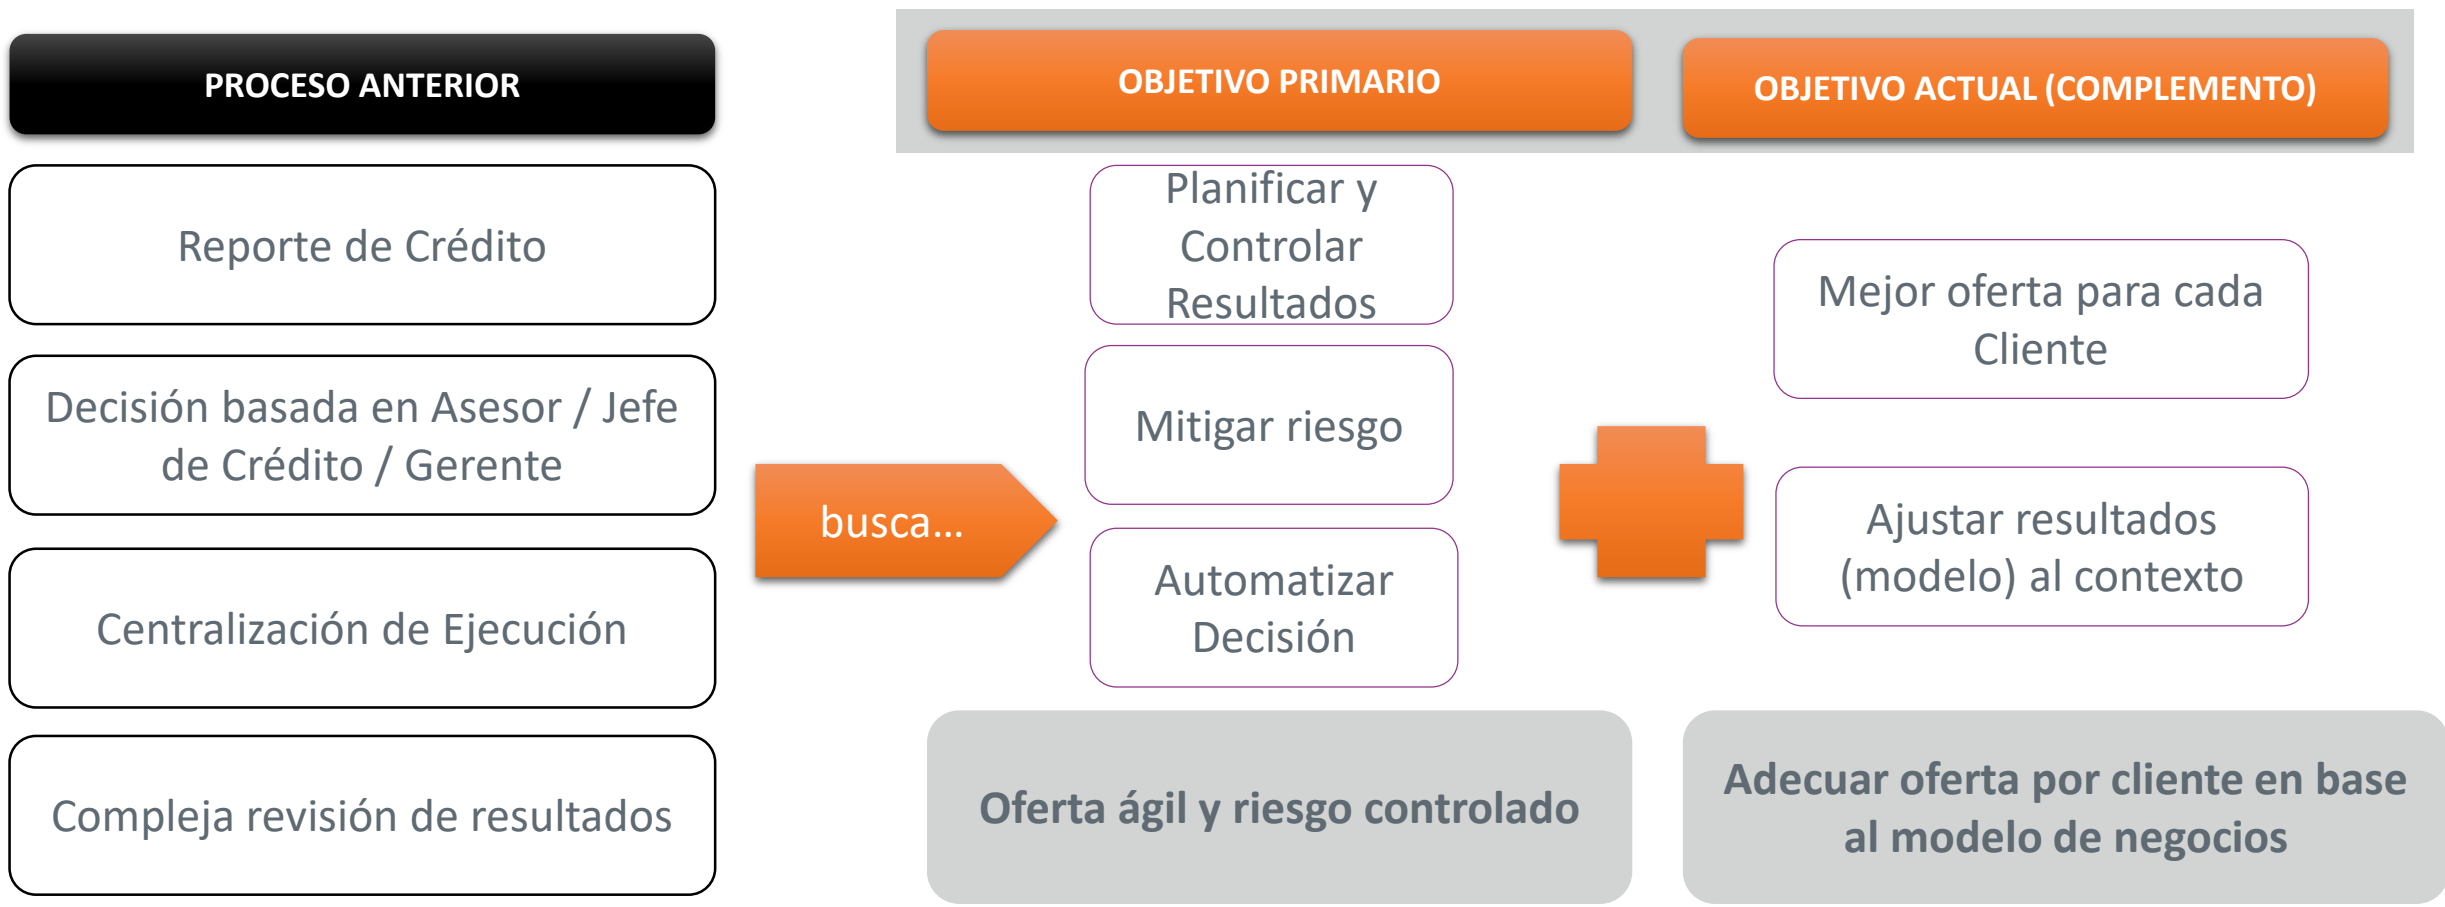 PROCESO ANTERIOR
Reporte de Crédito
Decisión basada en Asesor / Jefe
de Crédito / Gerente
Centralización de Ejecución
Compleja revisión de resultados
busca...
OBJETIVO PRIMARIO
Planificar y
Controlar
Resultados
Mitigar riesgo
Automatizar
Decisión
Oferta ágil y riesgo controlado
OBJETIVO ACTUAL (COMPLEMENTO)
Mejor oferta para cada
Cliente
Ajustar resultados
(modelo) al contexto
Adecuar oferta por cliente en base
al modelo de negocios